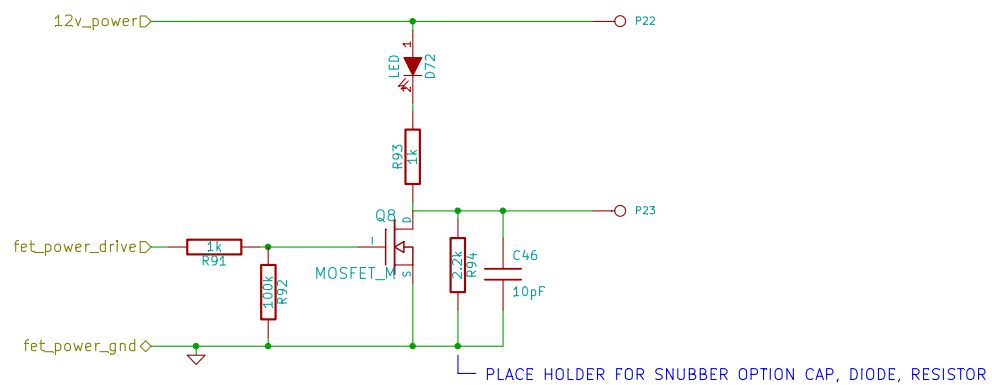 12v_power
P22
1
LED
D72
2
R93
1k
Q8
D
P23
I
fet_power_drive
1k
R91
MOSFET_M
S
100k
R92
2.2k
R94
C46
10pF
fet_power_gnd
PLACE HOLDER FOR SNUBBER OPTION CAP, DIODE, RESISTOR